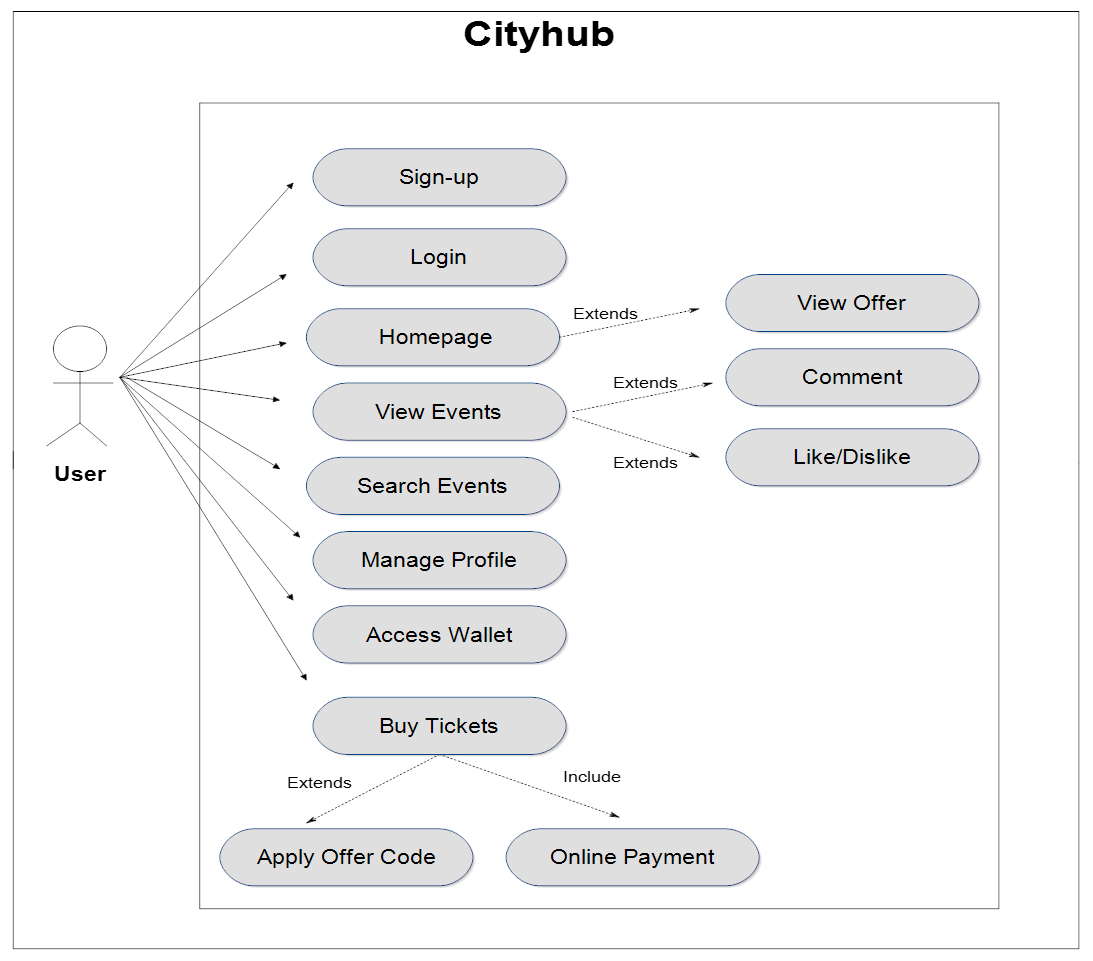 Cityhub
Sign-up
Login
Homepage
Extends
View Offer
View Events
Extends
Comment
Extends
Like/Dislike
User
Search Events
Manage Profile
Access Wallet
Buy Tickets
Extends
Include
Apply Offer Code
Online Payment